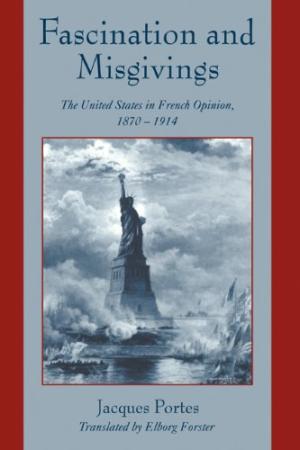 Fascination and
Misgivings
The United States in French Opinion,
1870 – 1914
Jacques Portes
Translated by Elborg Forster